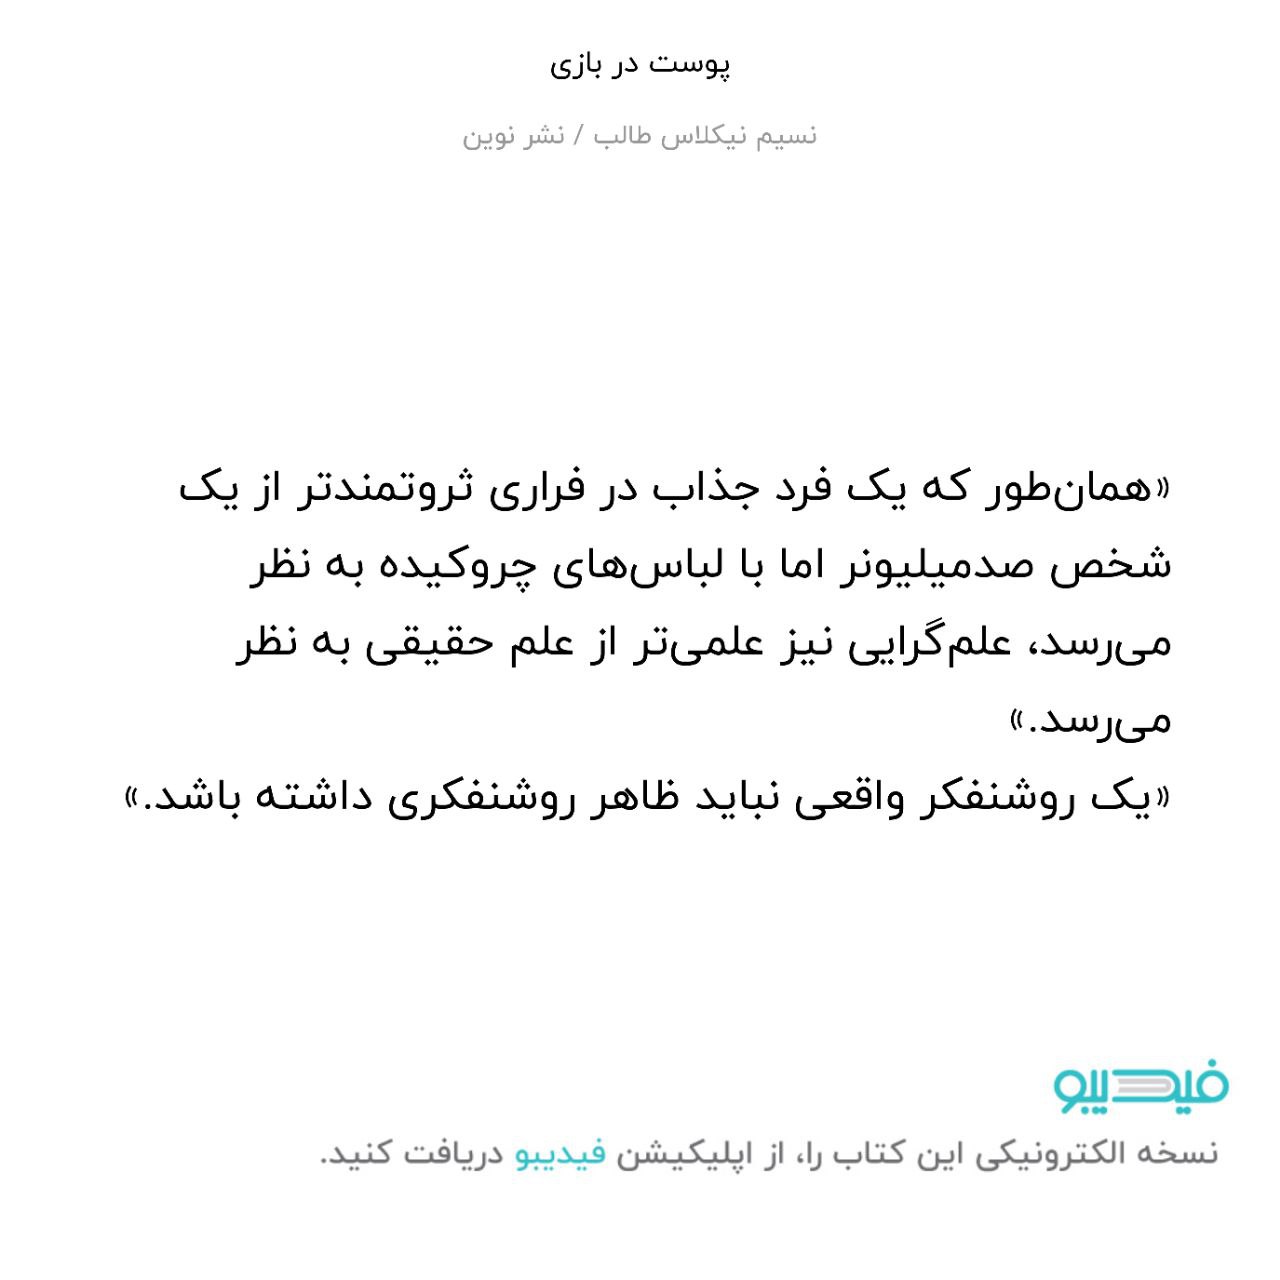 پوست در بازی
نسیم نیکلاس طالب / نشر نوین
«همان‌طور که یک فرد جذاب در فراری ثروتمندتر از یک
شخص صدمیلیونر اما با لباس‌های چروکیده به نظر
می‌رسد، علم‌گرایی نیز علمی‌تر از علم حقیقی به نظر
می‌رسد.»
«یک روشنفکر واقعی نباید ظاهر روشنفکری داشته باشد.»
فیدیبو
نسخه الکترونیکی این کتاب را، از اپلیکیشن فیدیبو دریافت کنید.